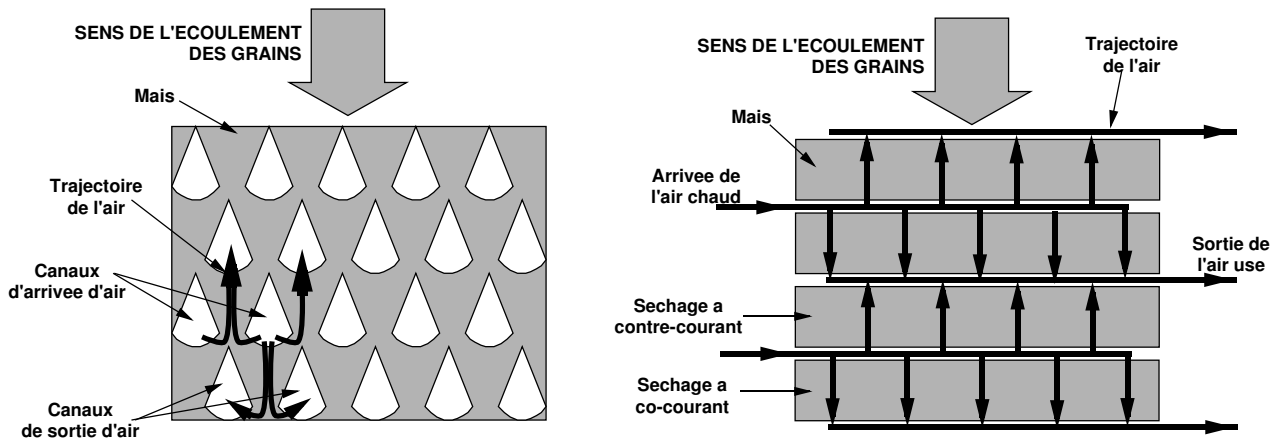 SENS DE L'ECOULEMENT
DES GRAINS
Mais
Trajectoire
de l'air
Canaux
d'arrivee d'air
Canaux
de sortie d'air
SENS DE L'ECOULEMENT
DES GRAINS
Trajectoire
de l'air
Mais
Arrivee de
l'air chaud
Sortie de
l'air use
Sechage a
contre-courant
Sechage a
co-courant